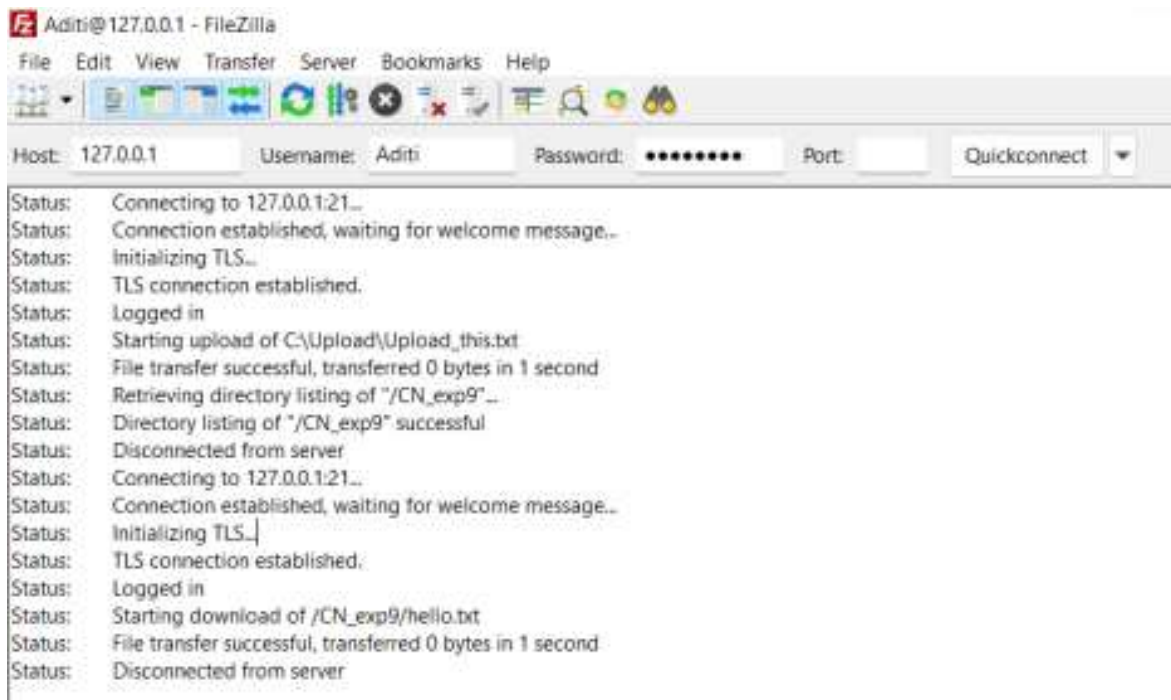 Aditi@127.0.0.1 - FileZilla
File Edit View Transfer Server Bookmarks Help
Host: 127.0.0.1 Username: Aditi Password: ●●●●●●●● Port: Quickconnect
Status: Connecting to 127.0.0.1:21...
Status: Connection established, waiting for welcome message...
Status: Initializing TLS...
Status: TLS connection established.
Status: Logged in
Status: Starting upload of C:\Upload\Upload_this.txt
Status: File transfer successful, transferred 0 bytes in 1 second
Status: Retrieving directory listing of "/CN_exp9"...
Status: Directory listing of "/CN_exp9" successful
Status: Disconnected from server
Status: Connecting to 127.0.0.1:21...
Status: Connection established, waiting for welcome message...
Status: Initializing TLS...
Status: TLS connection established.
Status: Logged in
Status: Starting download of /CN_exp9/hello.txt
Status: File transfer successful, transferred 0 bytes in 1 second
Status: Disconnected from server